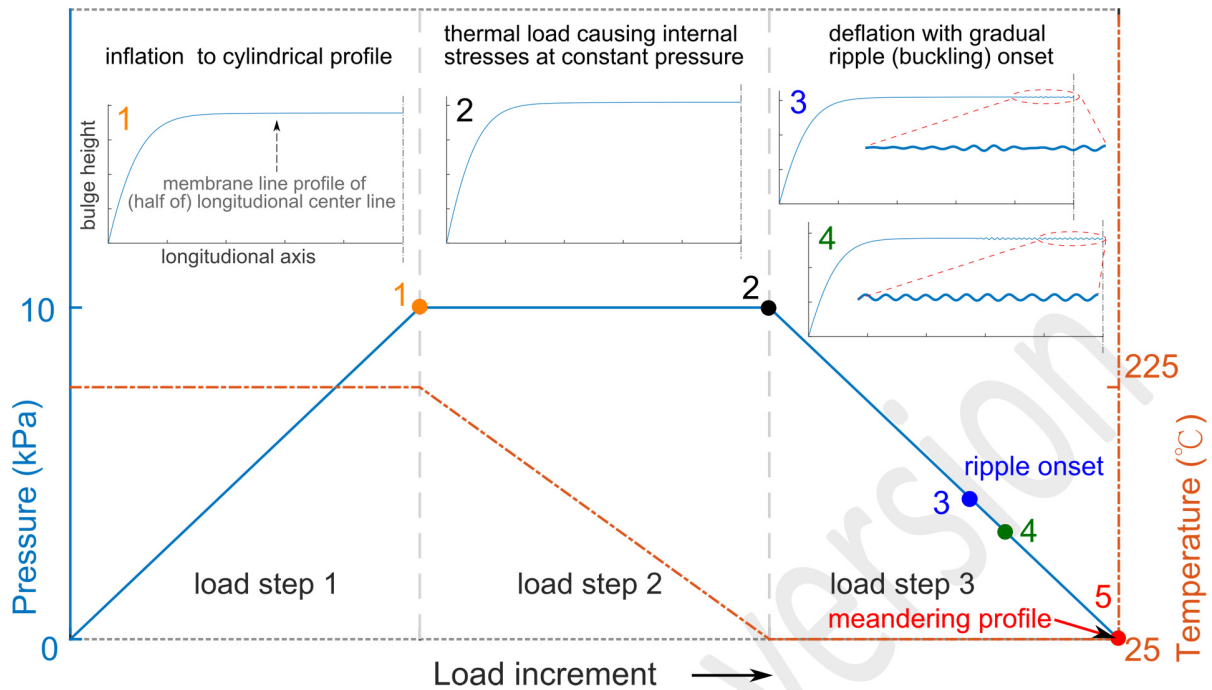 inflation to cylindrical profile
thermal load causing internal
stresses at constant pressure
deflation with gradual
ripple (buckling) onset
1
bulge height
membrane line profile of
(half of) longitudional center line
longitudional axis
2
3
4
10
1
2
225
Pressure (kPa)
Temperature (℃)
ripple onset
3
4
load step 1
load step 2
load step 3
5
meandering profile
0
25
Load increment
version